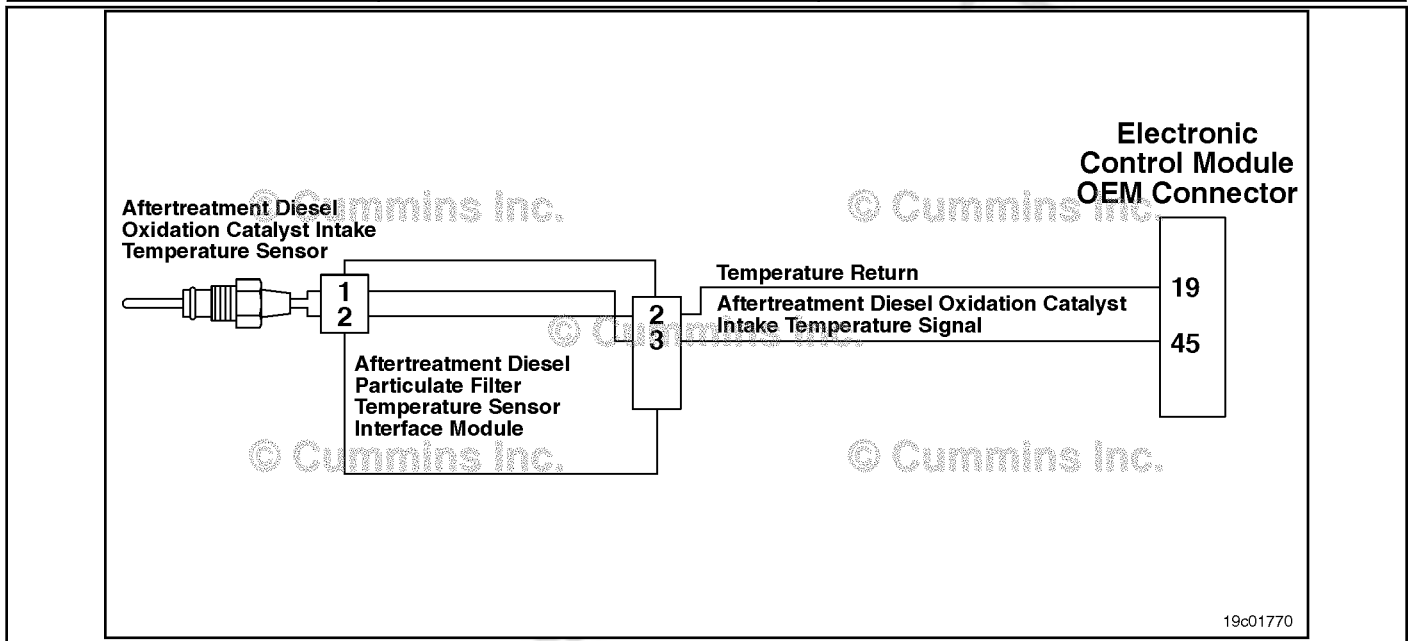 Electronic
Control Module
OEM Connector
© Cummins Inc.
© Cummins Inc.
Aftertreatment Diesel
Oxidation Catalyst Intake
Temperature Sensor
1
2
Temperature Return
19
2
Aftertreatment Diesel Oxidation Catalyst
Intake Temperature Signal
© Cummins Inc.
3
45
Aftertreatment Diesel
Particulate Filter
Temperature Sensor
Interface Module
© Cummins Inc.
© Cummins Inc.
19c01770